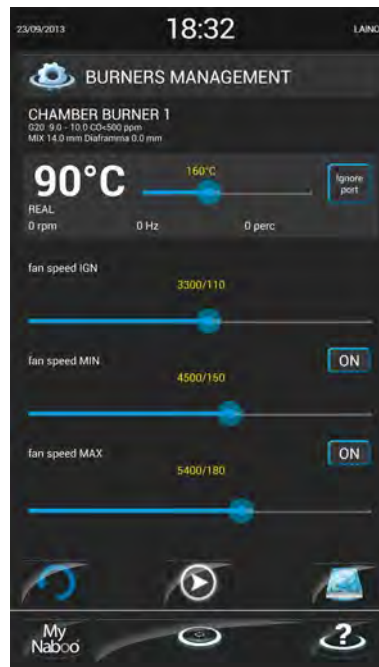 23/09/2013 18:32 LAINO
BURNERS MANAGEMENT
CHAMBER BURNER 1
G20 9.0 - 10.0 CO<500 ppm
MIX 14.0 mm Diaframma 0.0 mm
90°C 160°C Ignore port
REAL
0 rpm 0 Hz 0 perc
fan speed IGN
3300/110
fan speed MIN ON
4500/150
fan speed MAX ON
5400/180
My Naboo ?